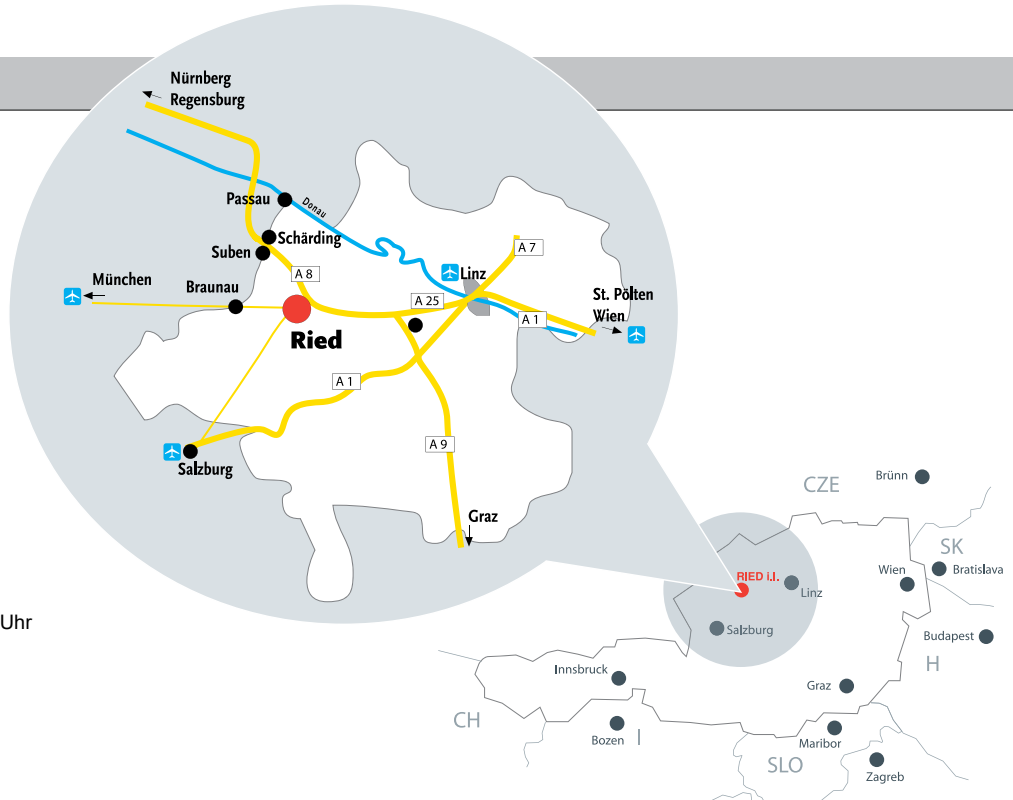 Nürnberg
Regensburg
Passau
Donau
Schärding
Suben
A 8
A 7
Linz
München
Braunau
A 25
St. Pölten
Wien
A 1
Ried
A 1
A 9
Salzburg
Graz
Uhr
CZE
Brünn
SK
Bratislava
Wien
RIED i.I.
Linz
Salzburg
Budapest
H
Innsbruck
Graz
CH
Bozen
I
Maribor
SLO
Zagreb